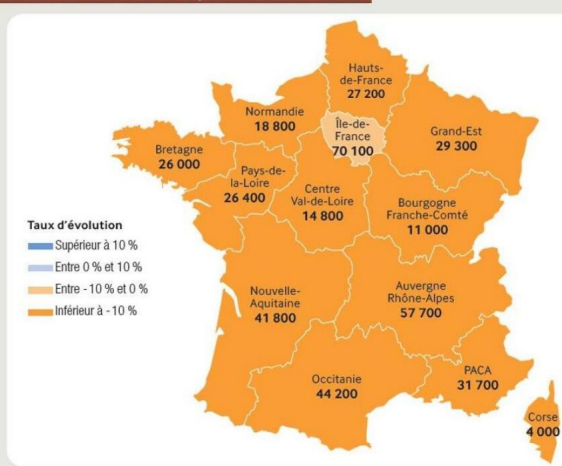 Hauts-
de-France
27 200
Normandie
18 800
Île-de-
France
70 100
Grand-Est
29 300
Bretagne
26 000
Pays-de-
la-Loire
26 400
Centre
Val-de-Loire
14 800
Bourgogne
Franche-Comté
11 000
Taux d'évolution
Supérieur à 10 %
Entre 0 % et 10 %
Entre - 10 % et 0 %
Inférieur à - 10 %
Nouvelle-
Aquitaine
41 800
Auvergne
Rhône-Alpes
57 700
Occitanie
44 200
PACA
31 700
Corse
4 000